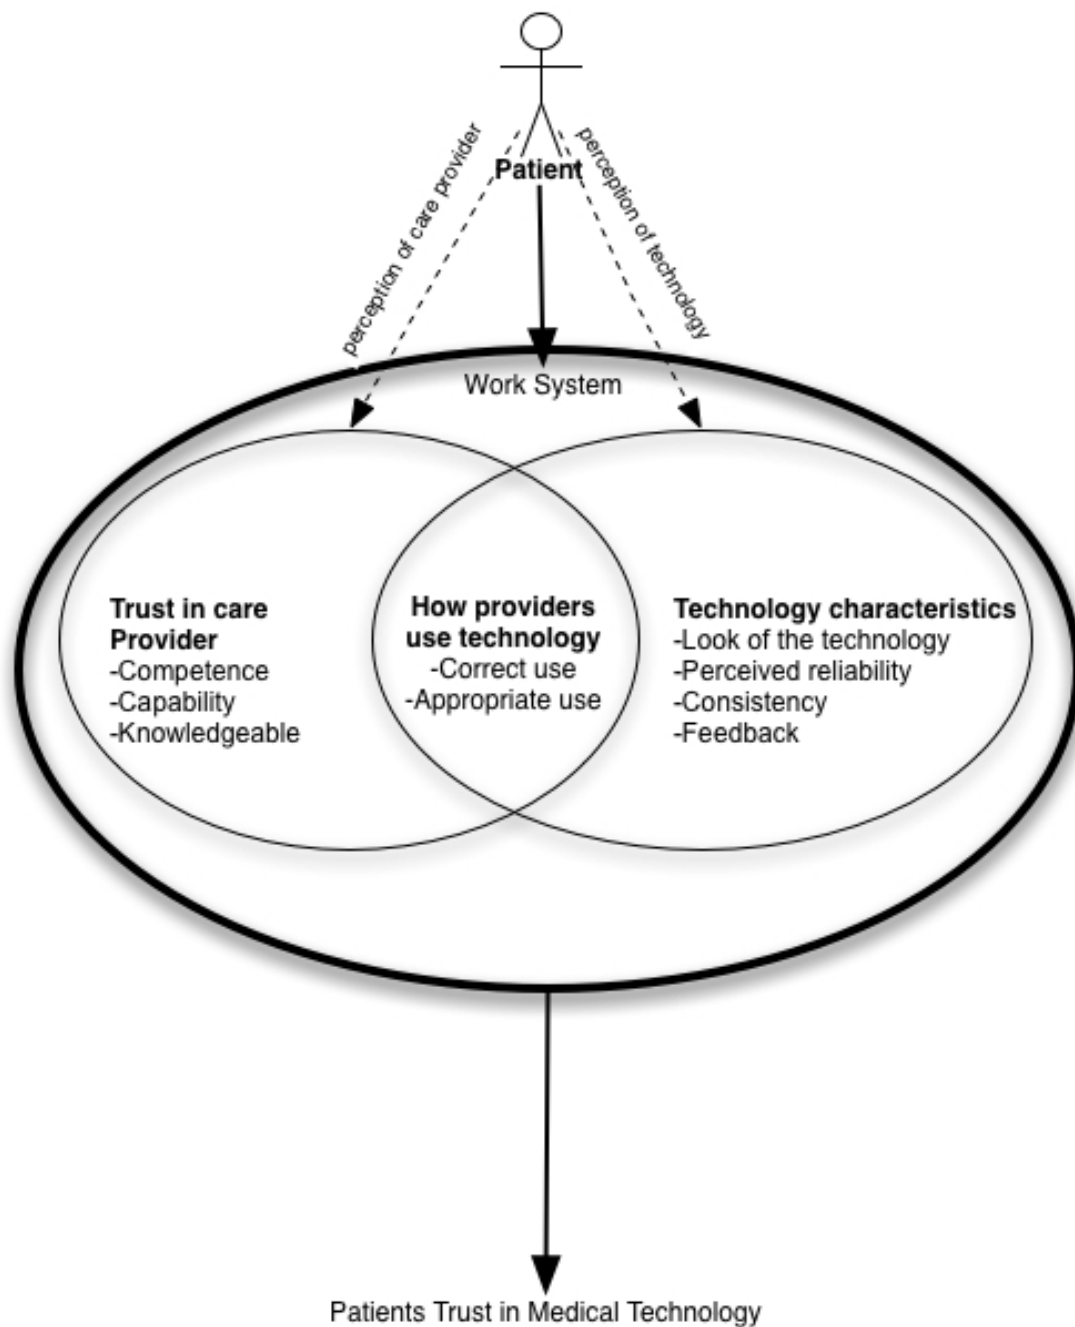 Patient
perception of care provider
perception of technology
Work System
Trust in care
Provider
-Competence
-Capability
-Knowledgeable
How providers
use technology
-Correct use
-Appropriate use
Technology characteristics
-Look of the technology
-Perceived reliability
-Consistency
-Feedback
Patients Trust in Medical Technology